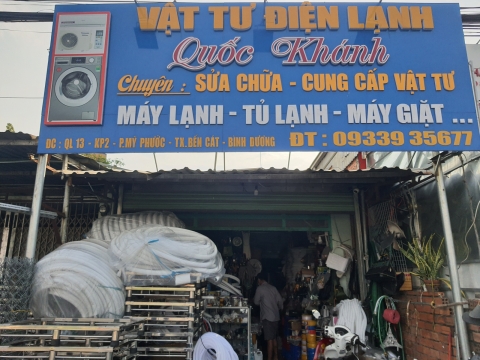 VẬT TƯ ĐIỆN LẠNH
Quốc Khánh
Chuyên : SỬA CHỮA - CUNG CẤP VẬT TƯ
MÁY LẠNH - TỦ LẠNH - MÁY GIẶT ...
ĐC : QL 13 - KP2 - P.MỸ PHƯỚC - TX.BẾN CÁT - BÌNH DƯƠNG
ĐT : 09339 35677